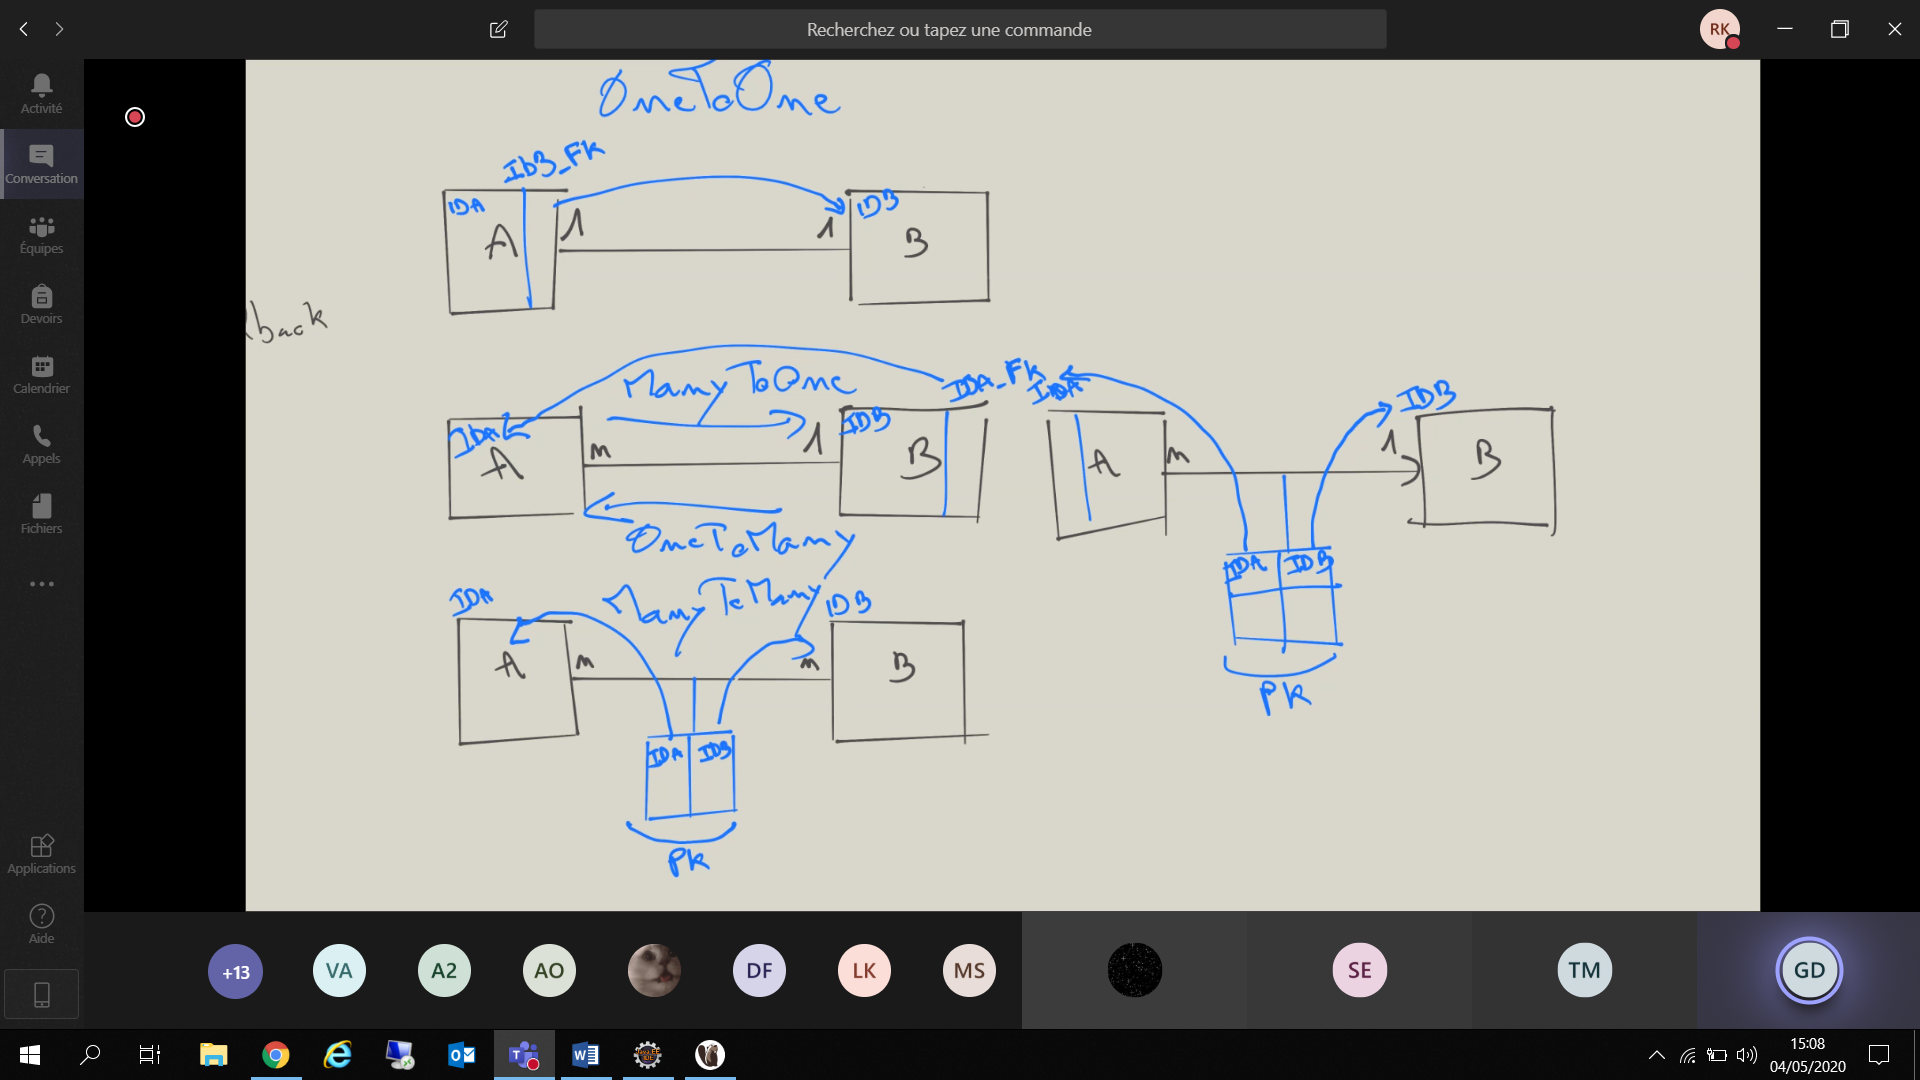 Recherchez ou tapez une commande
RK
Activité
Conversation
Équipes
Devoirs
Calendrier
Appels
Fichiers
Applications
Aide
OneToOne
IDB_FK
IDA
A
1
1
IDB
B
back
ManyToOne
IDA_FK
IDA
A
n
1
IDB
B
OneToMany
IDA
A
n
1
IDB
B
IDA IDB
PK
ManyToMany
IDA
A
n
n
IDB
B
IDA IDB
PK
+13
VA
A2
AO
DF
LK
MS
SE
TM
GD
15:08
04/05/2020